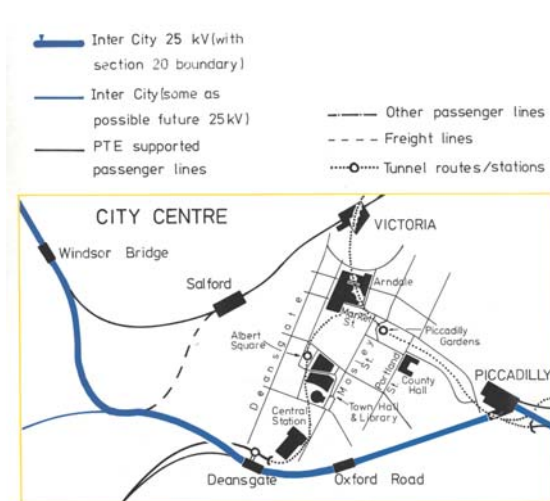 Inter City 25 kV (with
section 20 boundary)
Inter City (some as
possible future 25kV)
PTE supported
passenger lines
Other passenger lines
Freight lines
Tunnel routes/stations
CITY CENTRE
VICTORIA
Windsor Bridge
Salford
Arndale
Market
St.
Deansgate
Albert
Square
Mosley
St.
Piccadilly
Gardens
Portland
St.
County
Hall
PICCADILLY
Town Hall
& Library
Central
Station
Deansgate
Oxford Road